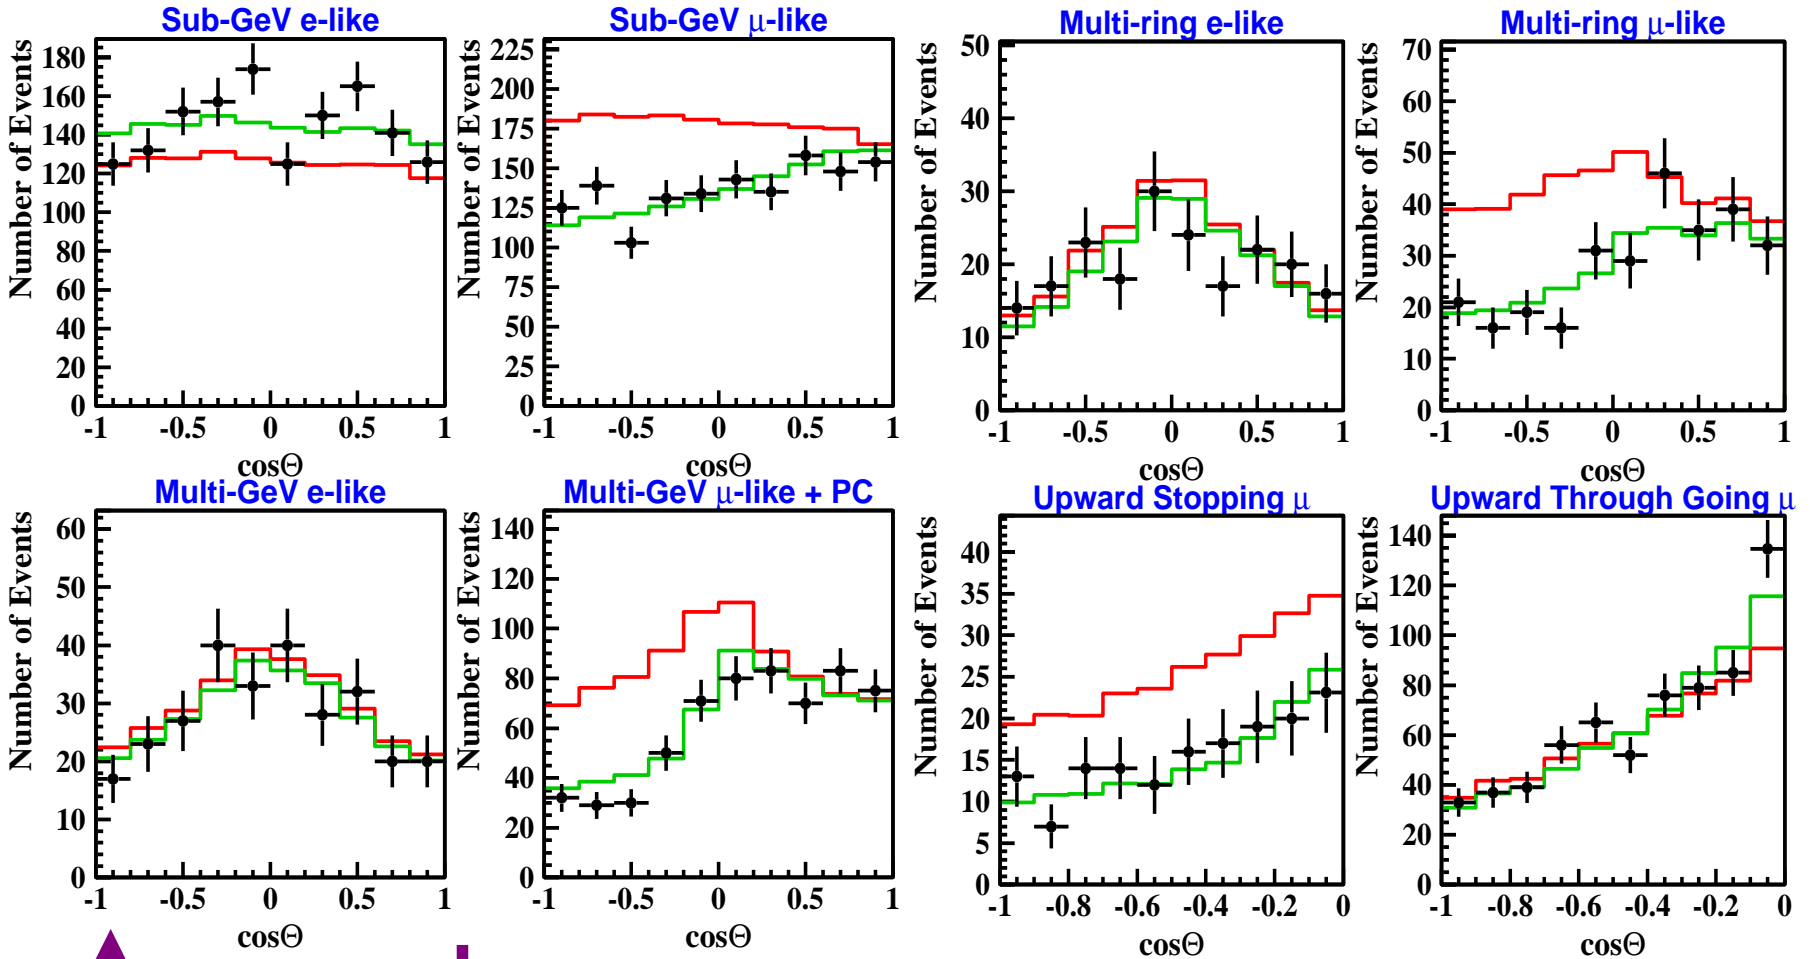 Sub-GeV e-like
Number of Events
180
160
140
120
100
80
60
40
20
0
-1 -0.5 0 0.5 1
cosΘ
Sub-GeV μ-like
Number of Events
225
200
175
150
125
100
75
50
25
0
-1 -0.5 0 0.5 1
cosΘ
Multi-ring e-like
Number of Events
50
40
30
20
10
0
-1 -0.5 0 0.5 1
cosΘ
Multi-ring μ-like
Number of Events
70
60
50
40
30
20
10
0
-1 -0.5 0 0.5 1
cosΘ
Multi-GeV e-like
Number of Events
60
50
40
30
20
10
0
-1 -0.5 0 0.5 1
cosΘ
Multi-GeV μ-like + PC
Number of Events
140
120
100
80
60
40
20
0
-1 -0.5 0 0.5 1
cosΘ
Upward Stopping μ
Number of Events
40
35
30
25
20
15
10
5
0
-1 -0.8 -0.6 -0.4 -0.2 0
cosΘ
Upward Through Going μ
Number of Events
140
120
100
80
60
40
20
0
-1 -0.8 -0.6 -0.4 -0.2 0
cosΘ